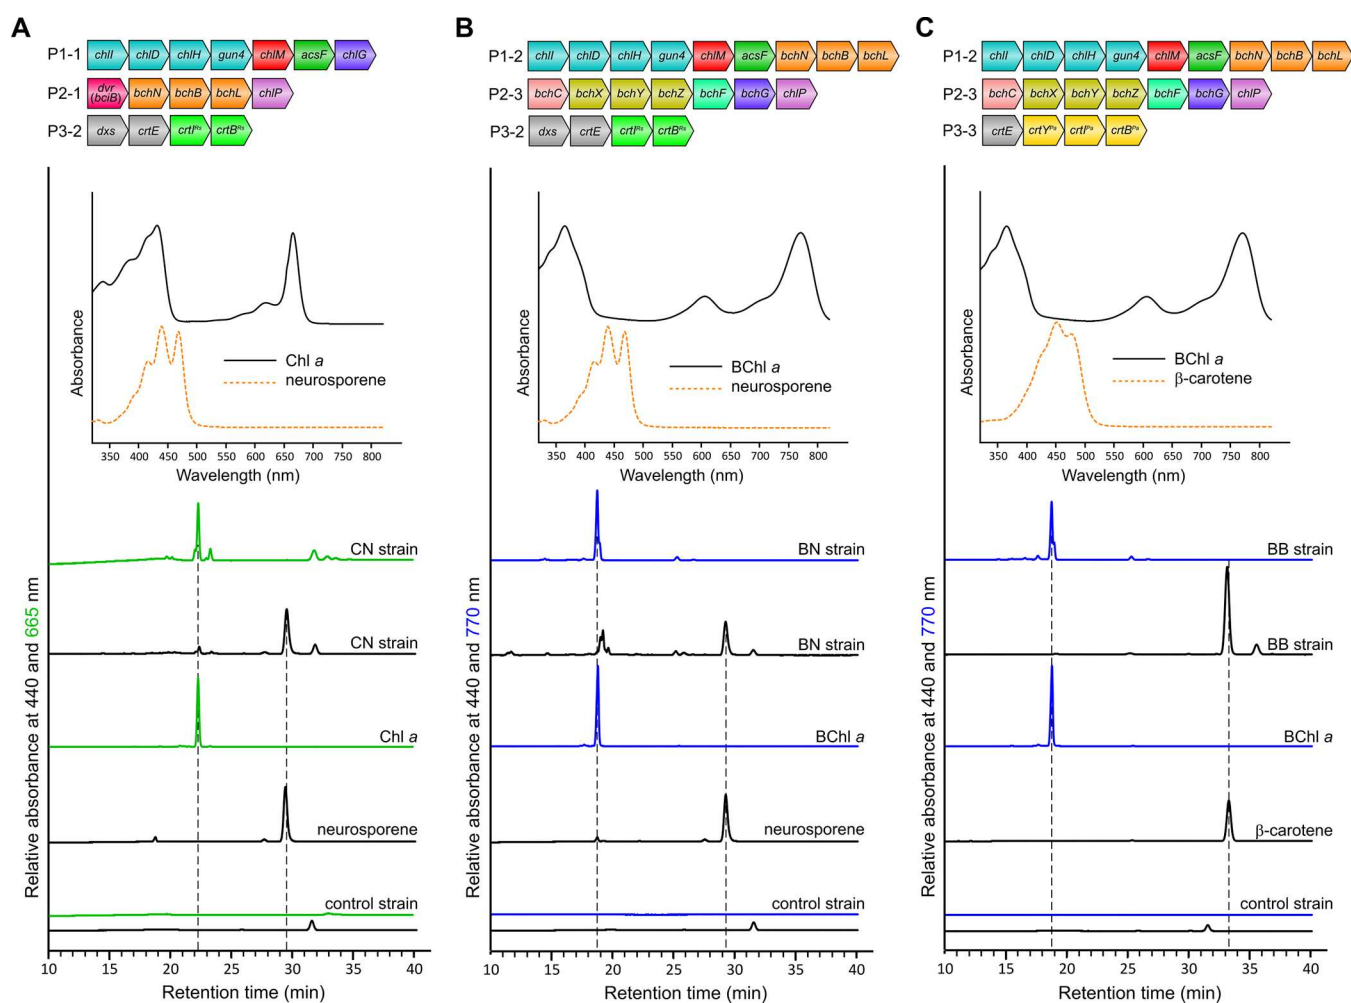 A
P1-1 chlI chlD chlH gun4 chlM acsF chlG
P2-1 dvr (bciB) bchN bchB bchL chlP
P3-2 dxs crtE crtI^Rs crtB^Rs
Absorbance
Chl a
neurosporene
350 400 450 500 550 600 650 700 750 800
Wavelength (nm)
Relative absorbance at 440 and 665 nm
CN strain
CN strain
Chl a
neurosporene
control strain
10 20 30 40
Retention time (min)
B
P1-2 chlI chlD chlH gun4 chlM acsF bchN bchB bchL
P2-3 bchC bchX bchY bchZ bchF bchG chlP
P3-2 dxs crtE crtI^Rs crtB^Rs
Absorbance
BChl a
neurosporene
350 400 450 500 550 600 650 700 750 800
Wavelength (nm)
Relative absorbance at 440 and 770 nm
BN strain
BN strain
BChl a
neurosporene
control strain
10 20 30 40
Retention time (min)
C
P1-2 chlI chlD chlH gun4 chlM acsF bchN bchB bchL
P2-3 bchC bchX bchY bchZ bchF bchG chlP
P3-3 crtE crtY^Pa crtI^Pa crtB^Pa
Absorbance
BChl a
β-carotene
350 400 450 500 550 600 650 700 750 800
Wavelength (nm)
Relative absorbance at 440 and 770 nm
BB strain
BB strain
BChl a
β-carotene
control strain
10 20 30 40
Retention time (min)